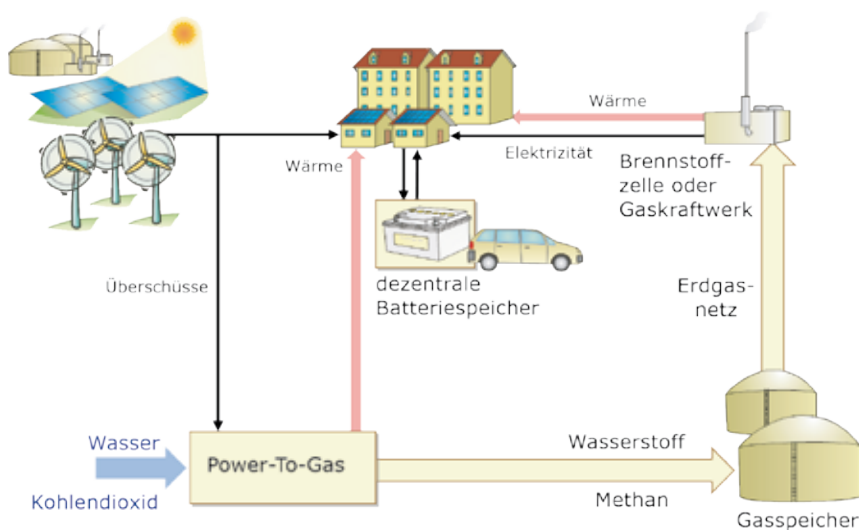 Wärme
Elektrizität
Wärme
Brennstoff-
zelle oder
Gaskraftwerk
dezentrale
Batteriespeicher
Überschüsse
Erdgas-
netz
Wasser
Kohlendioxid
Power-To-Gas
Wasserstoff
Methan
Gasspeicher